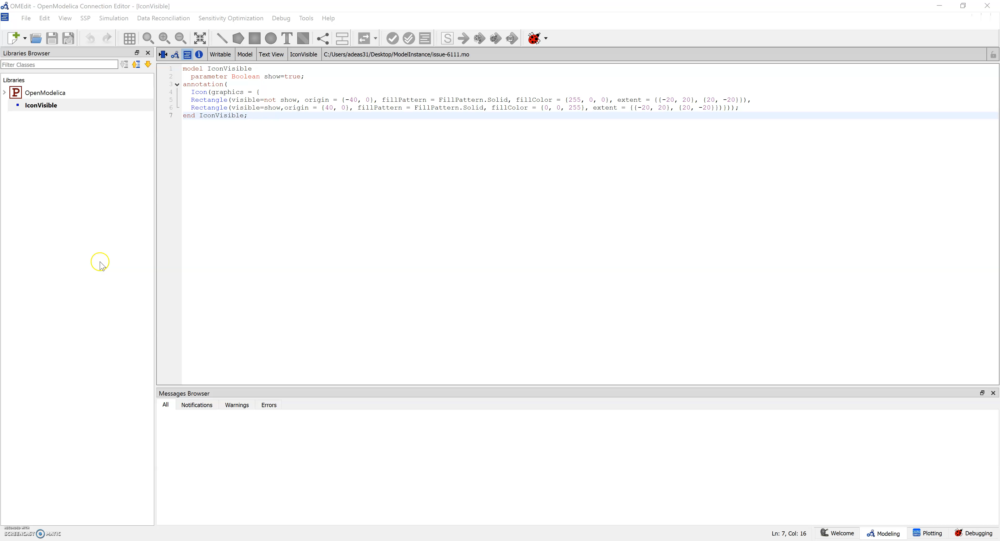 OMEdit - OpenModelica Connection Editor - [IconVisible]
File Edit View SSP Simulation Data Reconciliation Sensitivity Optimization Debug Tools Help
S
Libraries Browser
Writable Model Text View IconVisible C:/Users/adeas31/Desktop/ModelInstance/issue-6111.mo
Filter Classes
Libraries
P OpenModelica
IconVisible
1 model IconVisible
2 parameter Boolean show=true;
3 annotation(
4 Icon(graphics = {
5 Rectangle(visible=not show, origin = {-40, 0}, fillPattern = FillPattern.Solid, fillColor = {255, 0, 0}, extent = {{-20, 20}, {20, -20}}),
6 Rectangle(visible=show,origin = {40, 0}, fillPattern = FillPattern.Solid, fillColor = {0, 0, 255}, extent = {{-20, 20}, {20, -20}})}));
7 end IconVisible;
Messages Browser
All Notifications Warnings Errors
RECORDED WITH
SCREENCAST MATIC
Ln: 7, Col: 16 Welcome Modeling Plotting Debugging